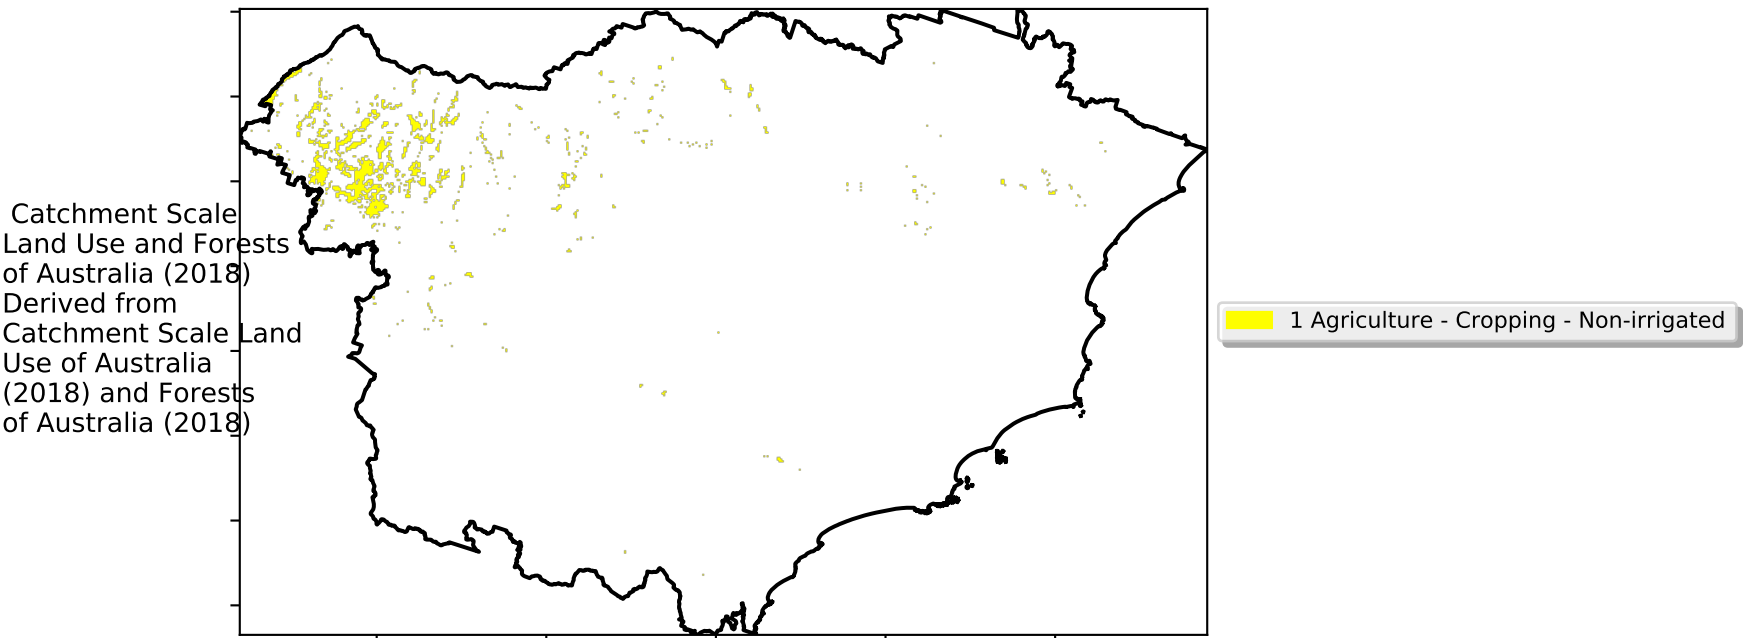 Catchment Scale
Land Use and Forests
of Australia (2018)
Derived from
Catchment Scale Land
Use of Australia
(2018) and Forests
of Australia (2018)
1 Agriculture - Cropping - Non-irrigated